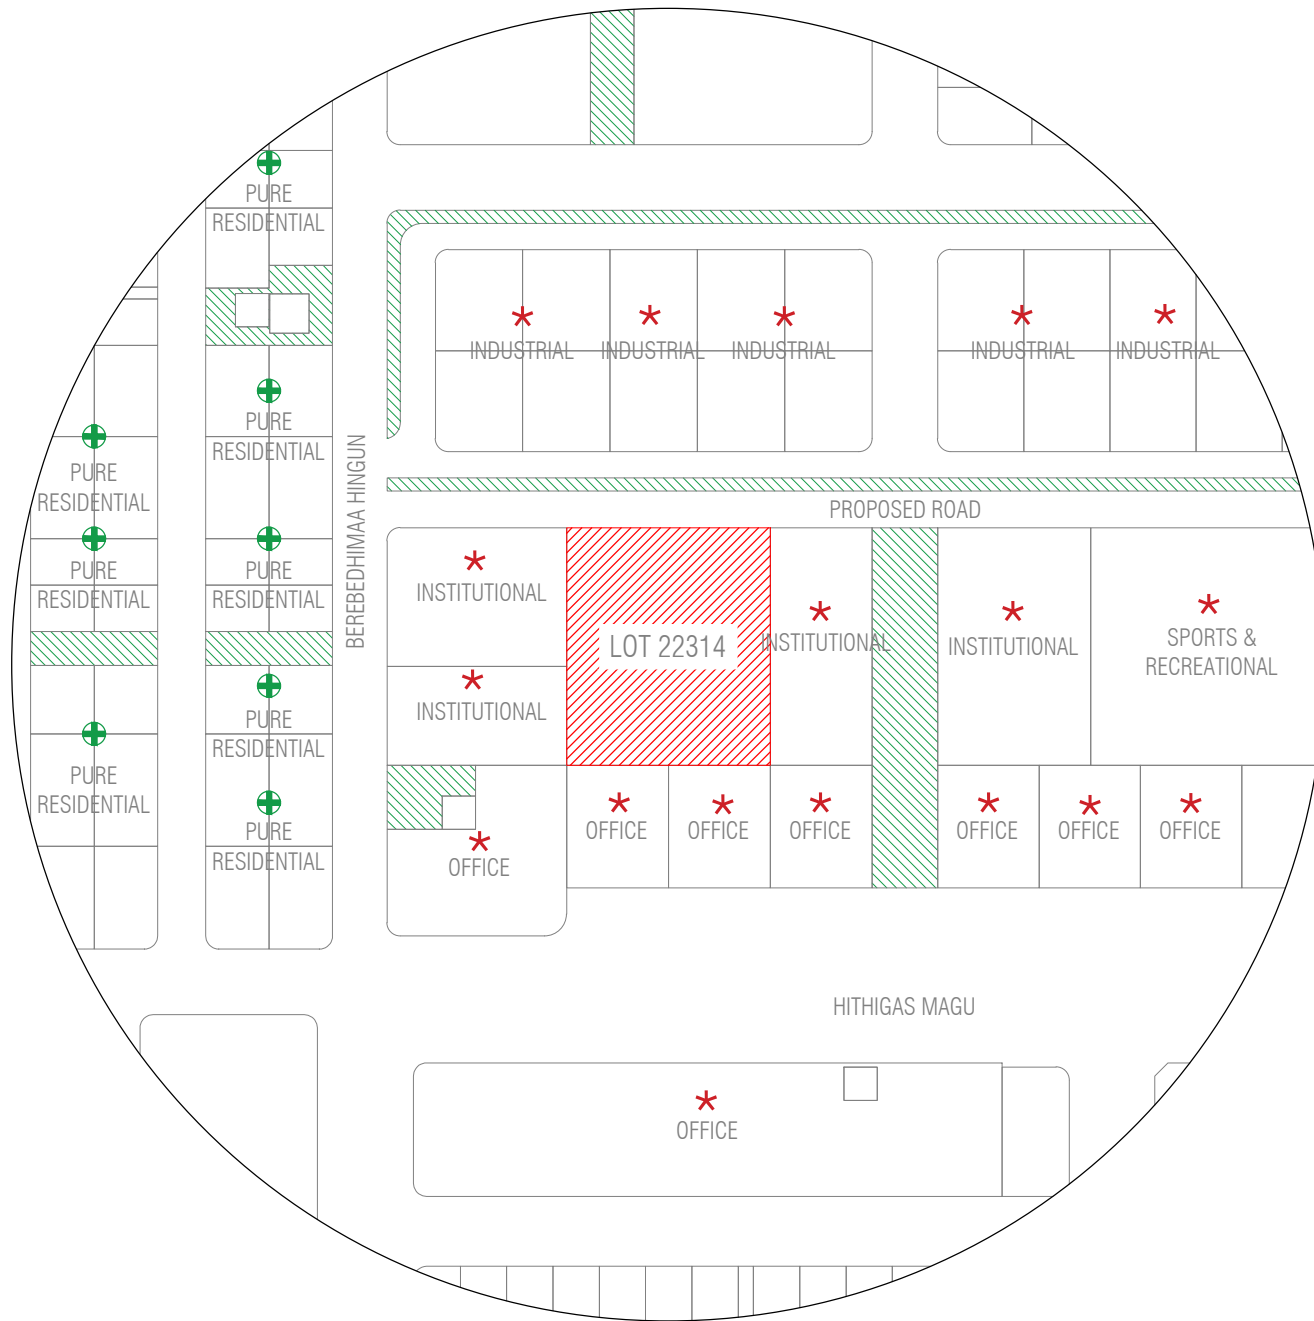 PURE
RESIDENTIAL
INDUSTRIAL
INDUSTRIAL
INDUSTRIAL
INDUSTRIAL
INDUSTRIAL
PURE
RESIDENTIAL
PURE
RESIDENTIAL
BEREBEDHIMAA HINGUN
PROPOSED ROAD
PURE
RESIDENTIAL
PURE
RESIDENTIAL
INSTITUTIONAL
LOT 22314
INSTITUTIONAL
INSTITUTIONAL
SPORTS &
RECREATIONAL
INSTITUTIONAL
PURE
RESIDENTIAL
PURE
RESIDENTIAL
PURE
RESIDENTIAL
OFFICE
OFFICE
OFFICE
OFFICE
OFFICE
OFFICE
OFFICE
HITHIGAS MAGU
OFFICE